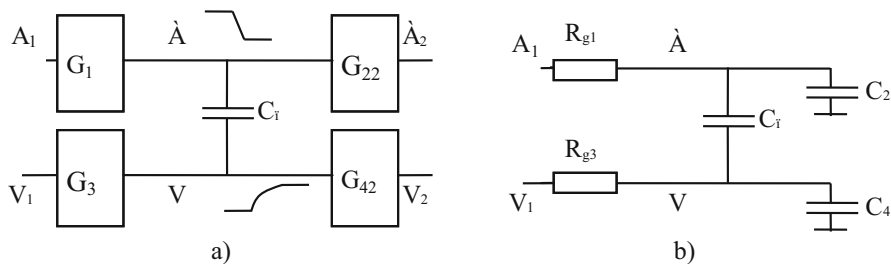 A₁ G₁ À G₂₂ À₂
Cï
V₁ G₃ V G₄₂ V₂
a)
A₁ Rg1 À C₂
Cï
V₁ Rg3 V C₄
b)